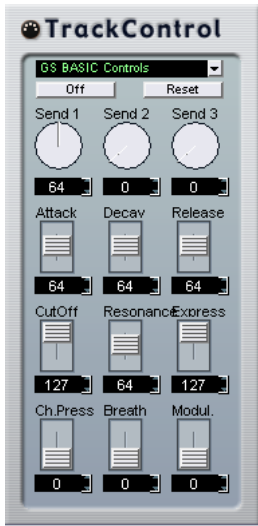 TrackControl
GS BASIC Controls
Off Reset
Send 1 Send 2 Send 3
64 0 0
Attack Decay Release
64 64 64
CutOff Resonance Express
127 64 127
Ch.Press Breath Modul.
0 0 0